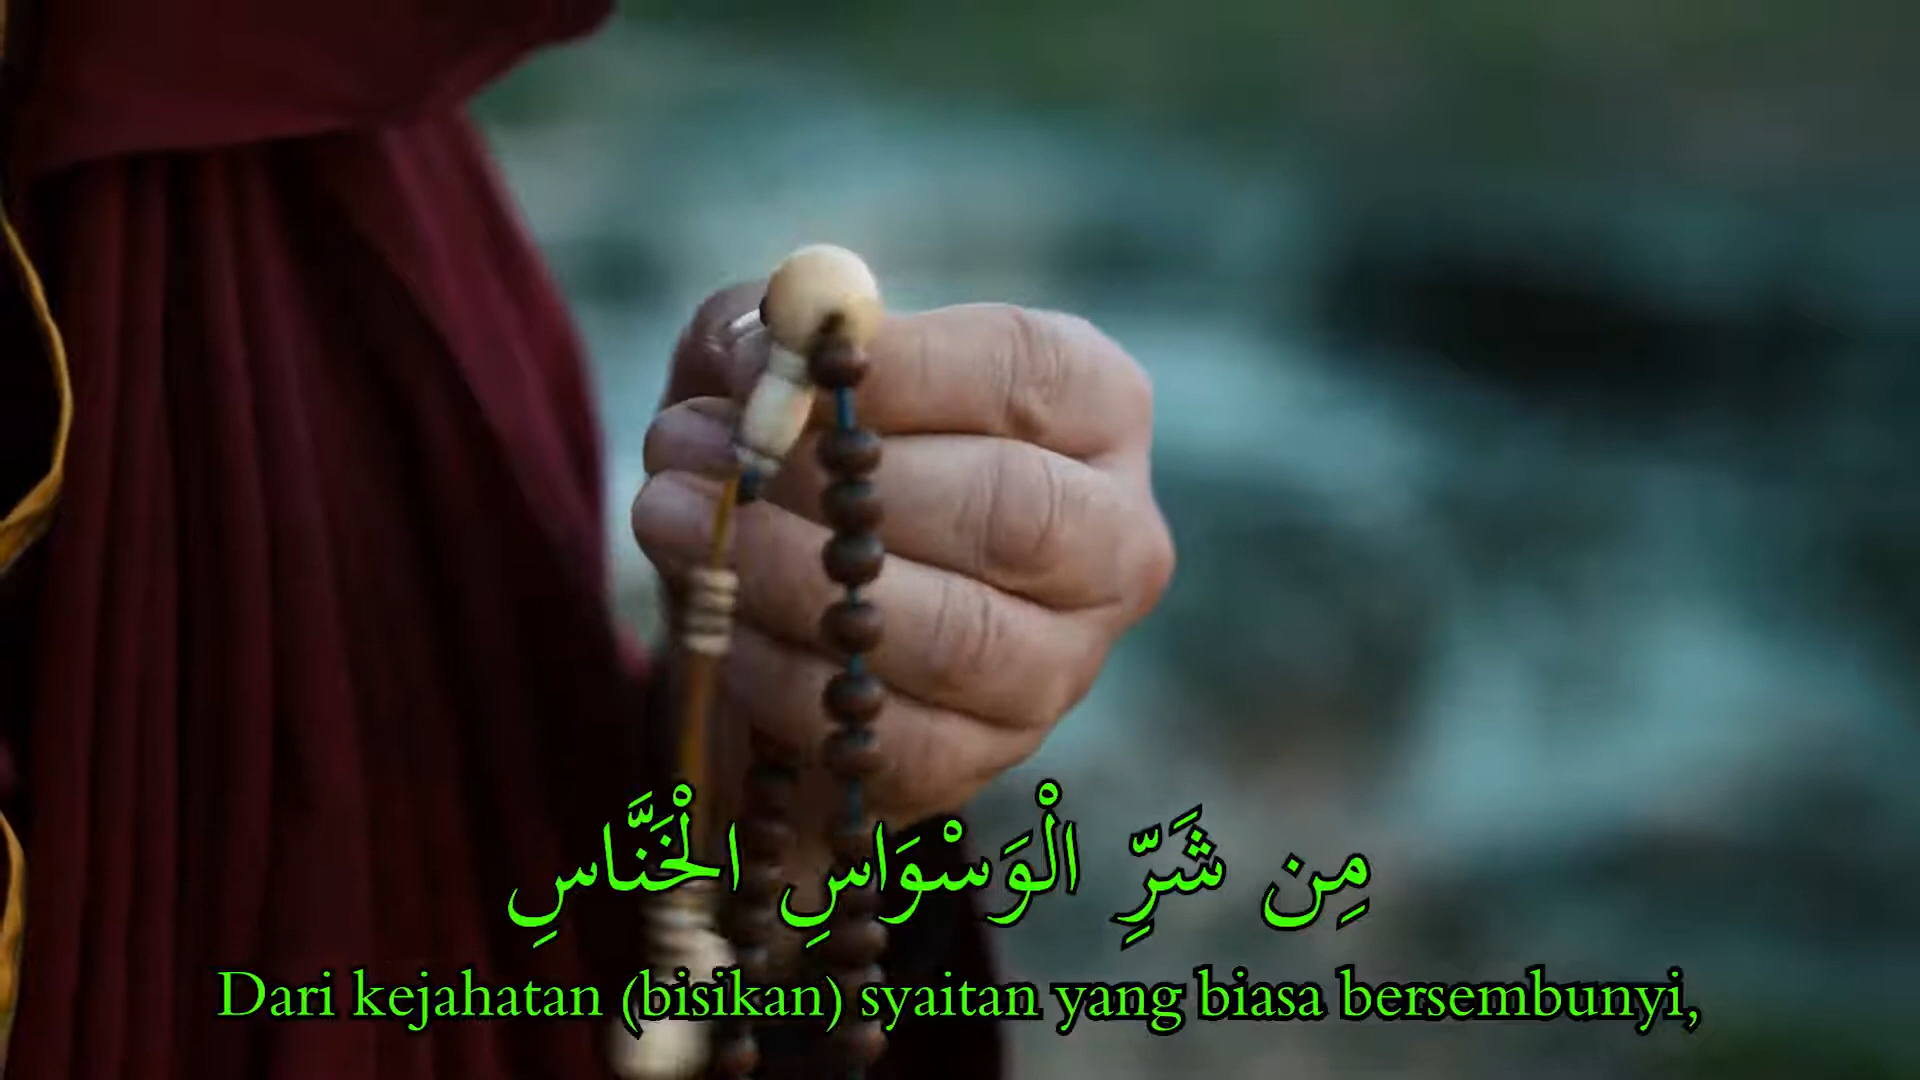 مِن شَرِّ الْوَسْوَاسِ الْخَنَّاسِ
Dari kejahatan (bisikan) syaitan yang biasa bersembunyi,